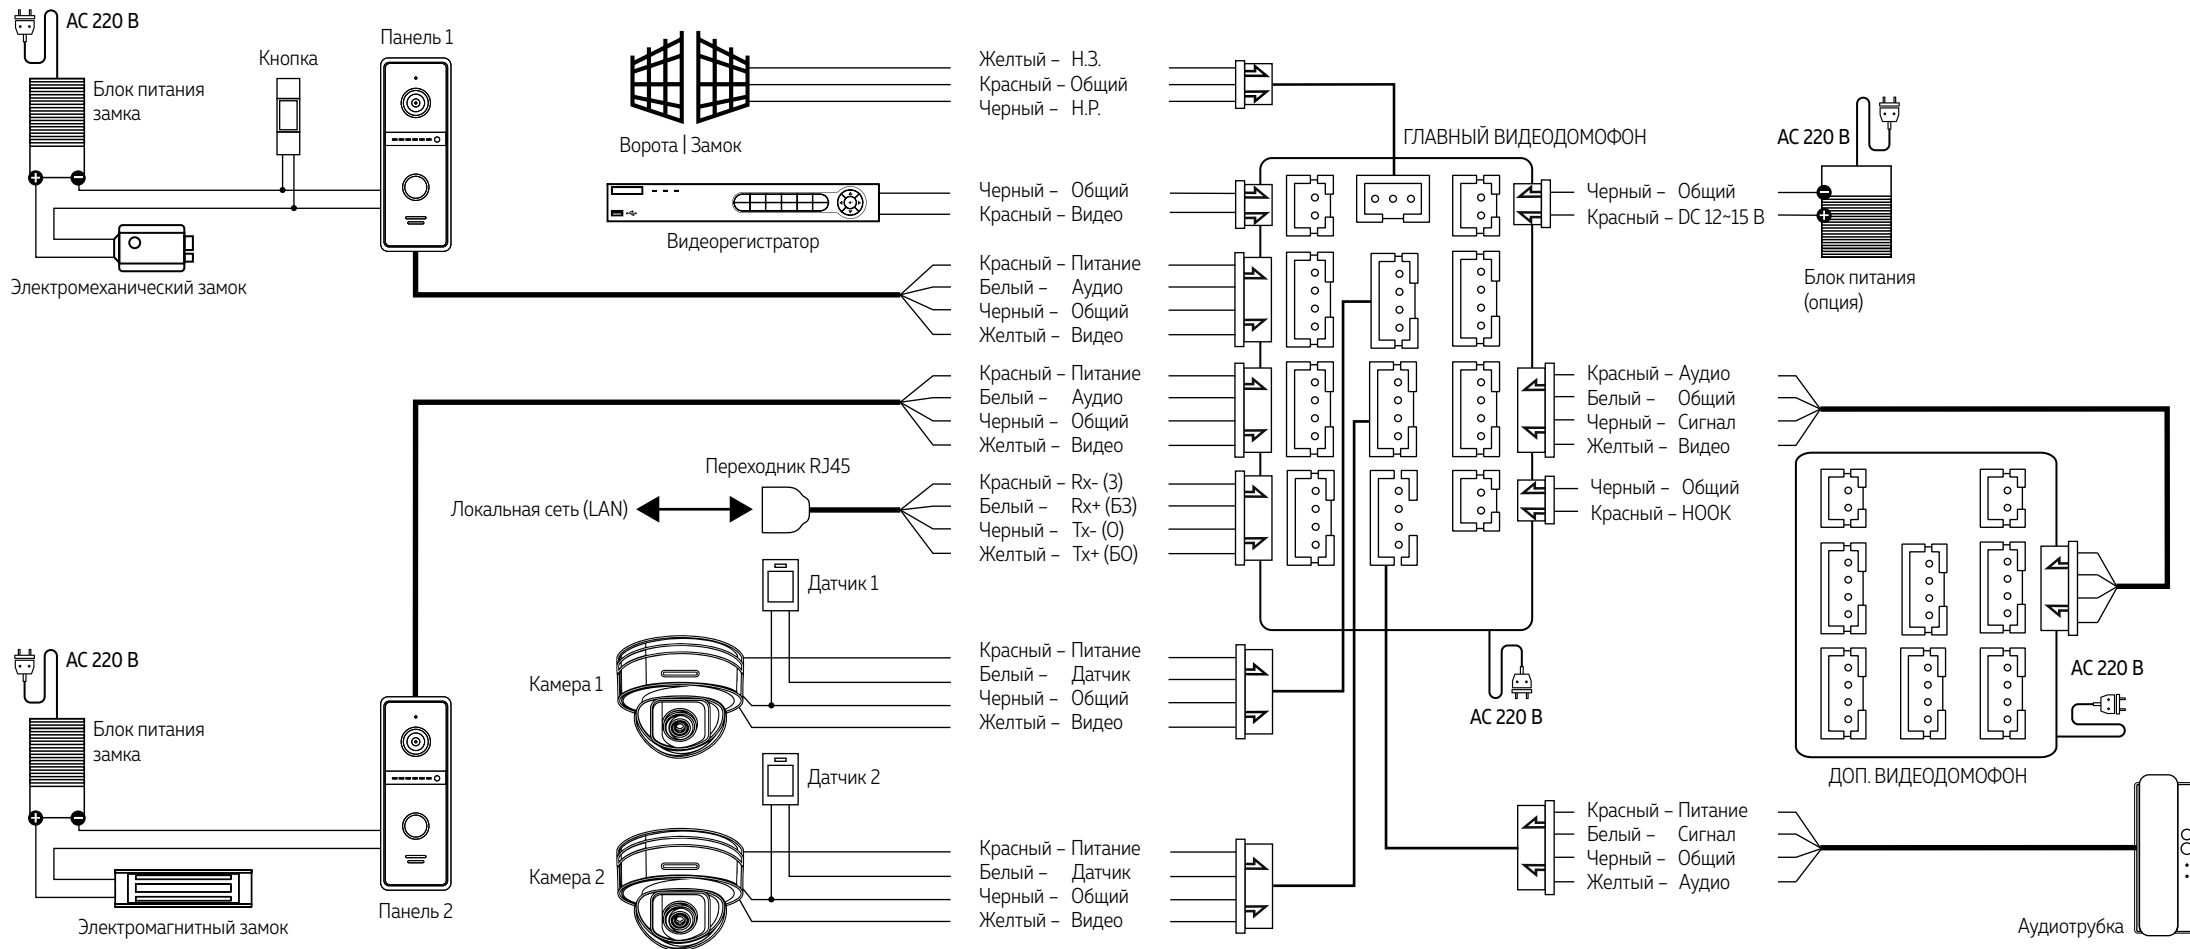 AC 220 В
Блок питания
замка
Кнопка
Панель 1
Электромеханический замок
Ворота | Замок
Видеорегистратор
Желтый – Н.З.
Красный – Общий
Черный – Н.Р.
Черный – Общий
Красный – Видео
Красный – Питание
Белый – Аудио
Черный – Общий
Желтый – Видео
Красный – Питание
Белый – Аудио
Черный – Общий
Желтый – Видео
Переходник RJ45
Локальная сеть (LAN)
Красный – Rx- (З)
Белый – Rx+ (БЗ)
Черный – Tx- (О)
Желтый – Tx+ (БО)
Датчик 1
Камера 1
Красный – Питание
Белый – Датчик
Черный – Общий
Желтый – Видео
Датчик 2
Камера 2
Красный – Питание
Белый – Датчик
Черный – Общий
Желтый – Видео
AC 220 В
Блок питания
замка
Панель 2
Электромагнитный замок
ГЛАВНЫЙ ВИДЕОДОМОФОН
AC 220 В
AC 220 В
Черный – Общий
Красный – DC 12~15 В
Блок питания
(опция)
Красный – Аудио
Белый – Общий
Черный – Сигнал
Желтый – Видео
Черный – Общий
Красный – HOOK
AC 220 В
ДОП. ВИДЕОДОМОФОН
Красный – Питание
Белый – Сигнал
Черный – Общий
Желтый – Аудио
Аудиотрубка